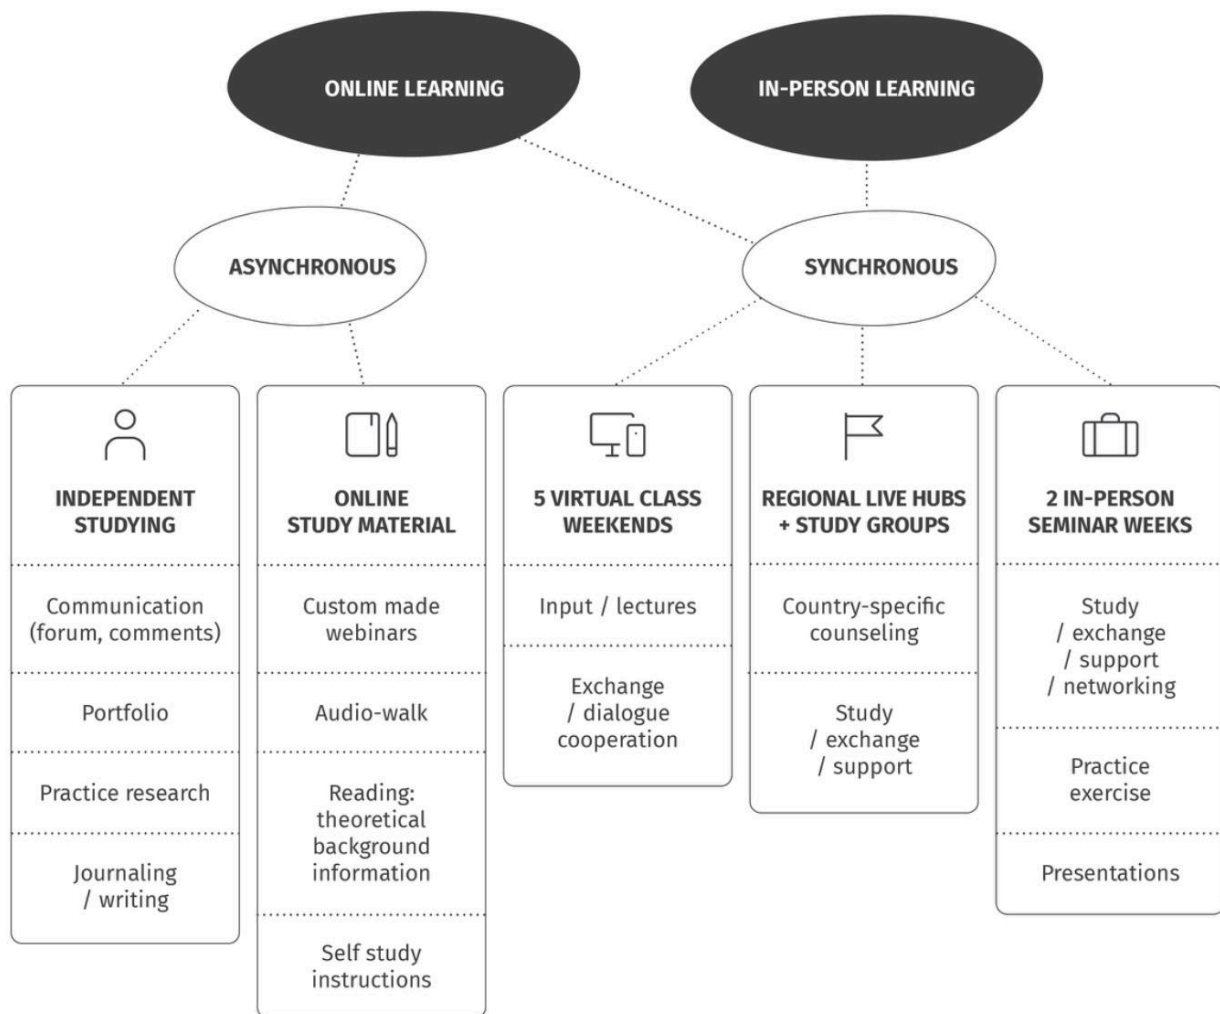 ONLINE LEARNING
IN-PERSON LEARNING
ASYNCHRONOUS
SYNCHRONOUS
INDEPENDENT
STUDYING
Communication
(forum, comments)
Portfolio
Practice research
Journaling
/ writing
ONLINE
STUDY MATERIAL
Custom made
webinars
Audio-walk
Reading:
theoretical
background
information
Self study
instructions
5 VIRTUAL CLASS
WEEKENDS
Input / lectures
Exchange
/ dialogue
cooperation
REGIONAL LIVE HUBS
+ STUDY GROUPS
Country-specific
counseling
Study
/ exchange
/ support
2 IN-PERSON
SEMINAR WEEKS
Study
/ exchange
/ support
/ networking
Practice
exercise
Presentations